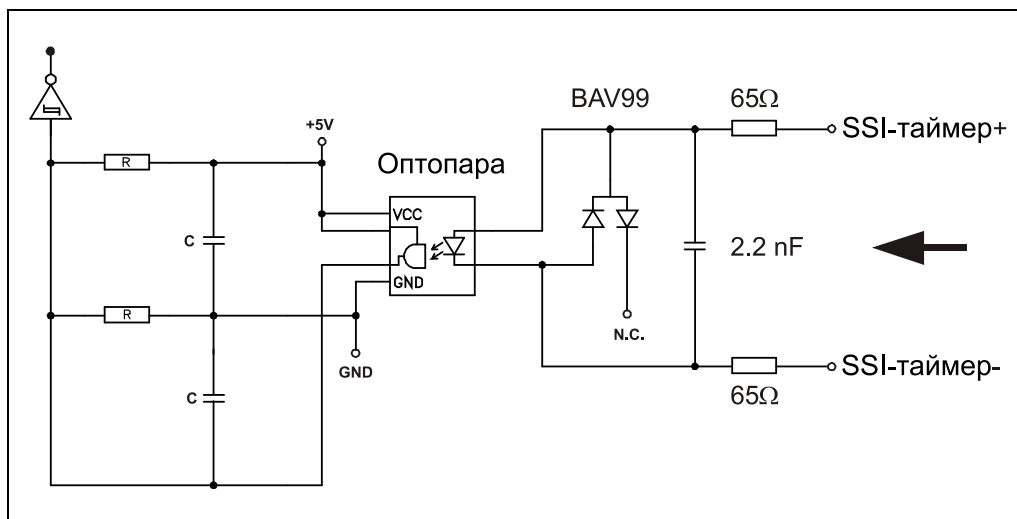 BAV99
65Ω
SSI-таймер+
+5V
Оптопара
R
VCC
C
2.2 nF
GND
R
N.C.
GND
SSI-таймер-
C
65Ω